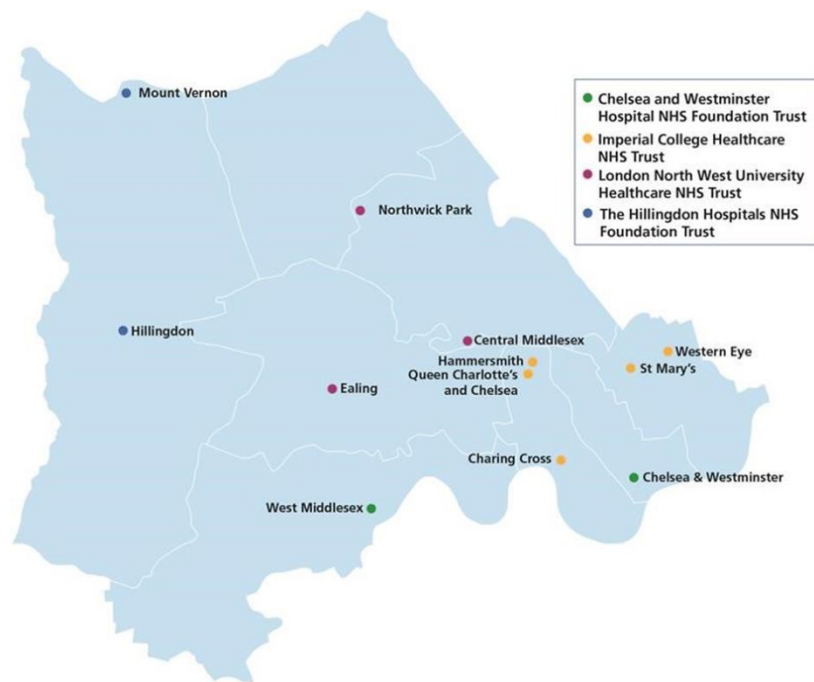 Mount Vernon
Chelsea and Westminster
Hospital NHS Foundation Trust
Imperial College Healthcare
NHS Trust
London North West University
Healthcare NHS Trust
The Hillingdon Hospitals NHS
Foundation Trust
Northwick Park
Hillingdon
Central Middlesex
Hammersmith
Queen Charlotte's
and Chelsea
Western Eye
St Mary's
Ealing
Charing Cross
Chelsea & Westminster
West Middlesex